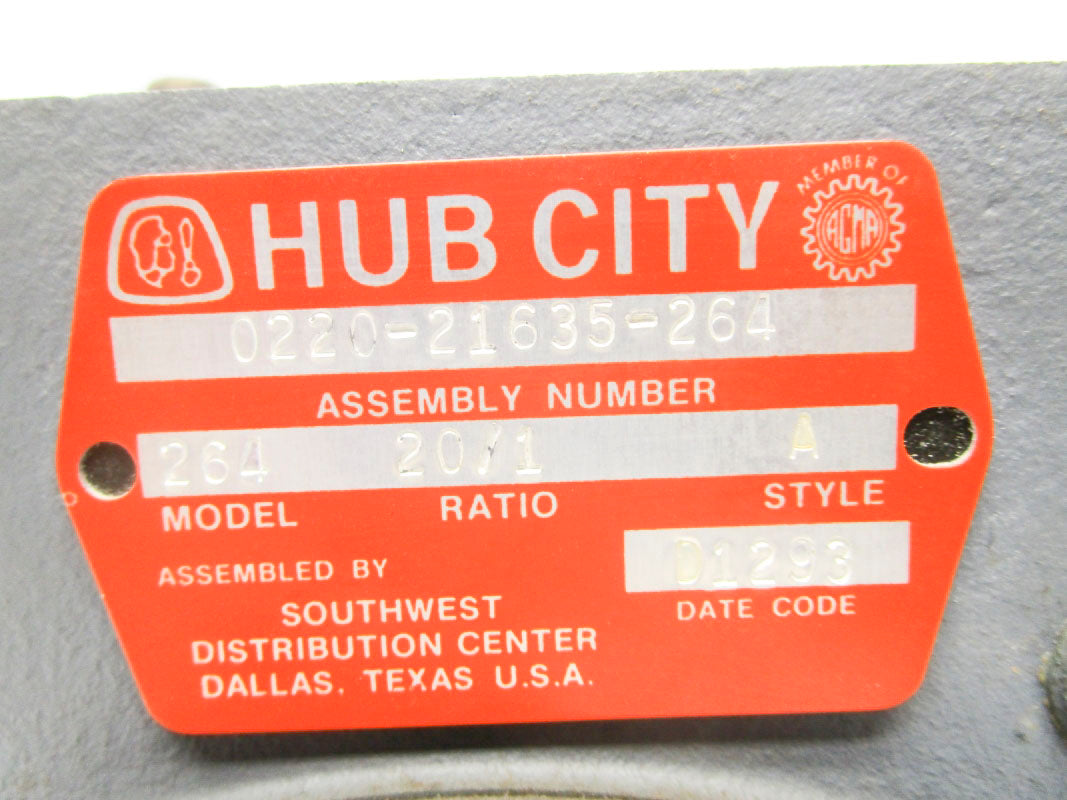 MEMBER OF
AGMA
HUB CITY
0220-21635-264
ASSEMBLY NUMBER
264 20/1 A
MODEL RATIO STYLE
ASSEMBLED BY
D1293
DATE CODE
SOUTHWEST
DISTRIBUTION CENTER
DALLAS, TEXAS U.S.A.